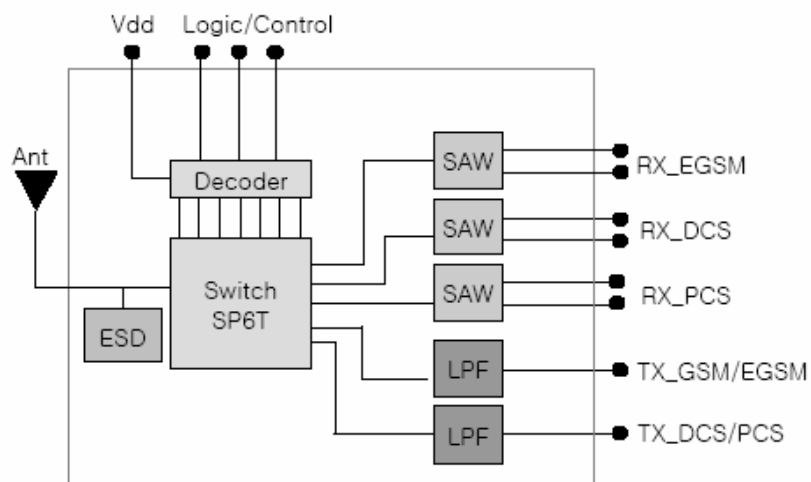 Vdd Logic/Control
Ant
Decoder
SAW
RX_EGSM
SAW
RX_DCS
Switch
SP6T
SAW
RX_PCS
ESD
LPF
TX_GSM/EGSM
LPF
TX_DCS/PCS